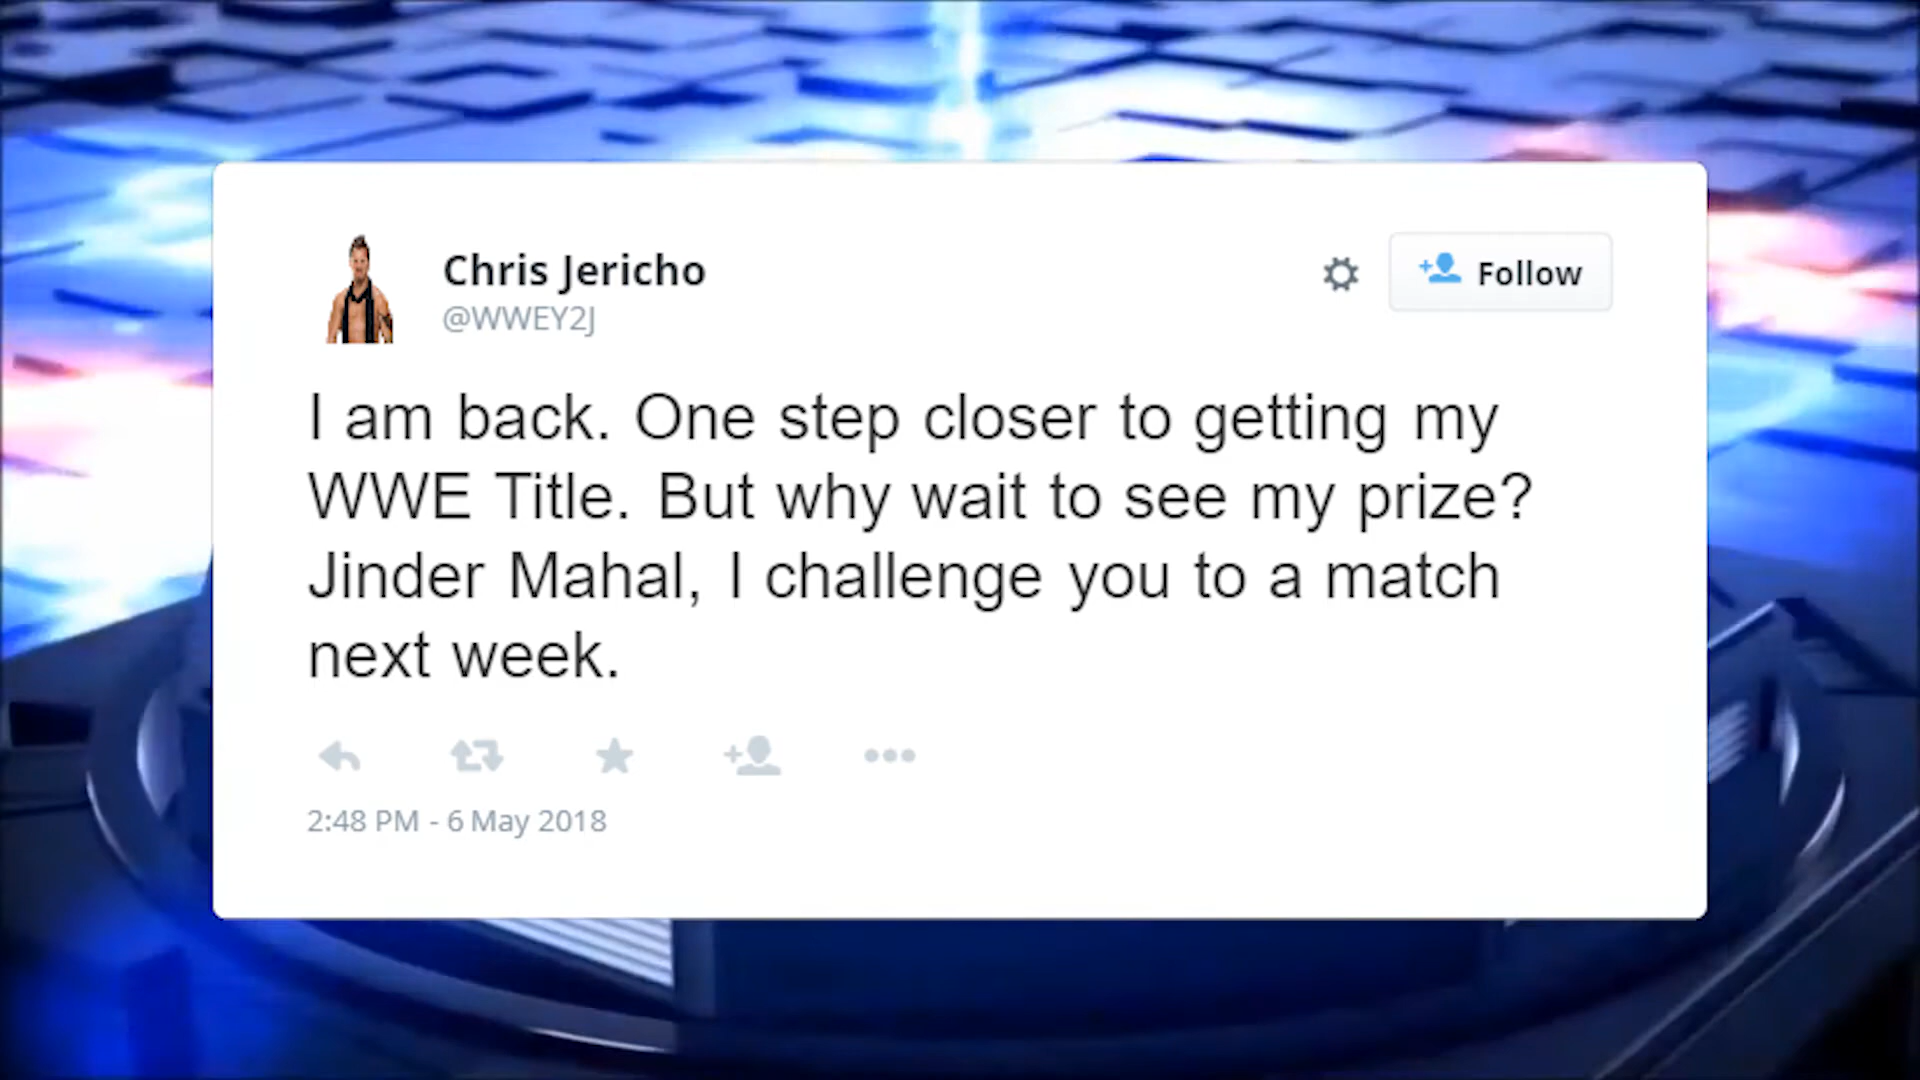 Chris Jericho
@WWEY2J
Follow
I am back. One step closer to getting my
WWE Title. But why wait to see my prize?
Jinder Mahal, I challenge you to a match
next week.
2:48 PM - 6 May 2018